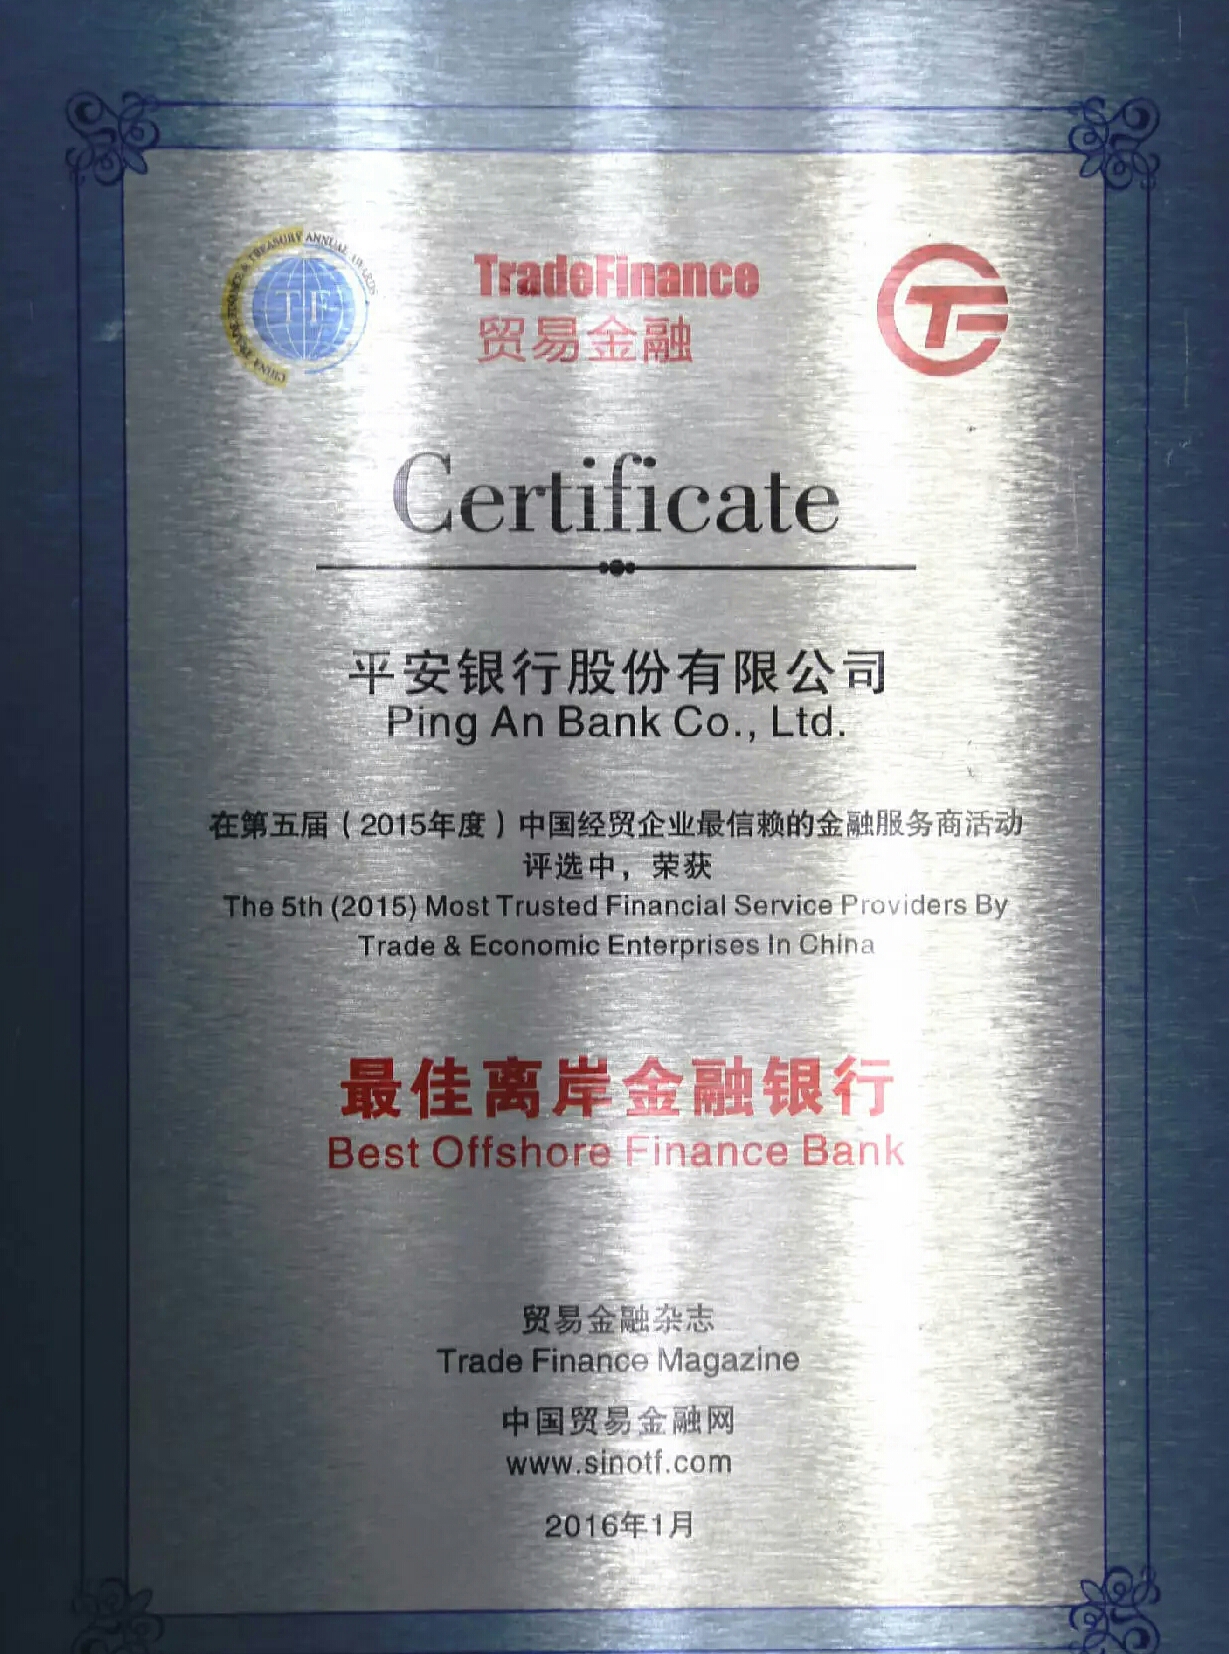 TREASURY ANNUAL AWARDS
TF
TradeFinance
贸易金融
Certificate
平安银行股份有限公司
Ping An Bank Co., Ltd.
在第五届（2015年度）中国经贸企业最信赖的金融服务商活动
评选中，荣获
The 5th (2015) Most Trusted Financial Service Providers By
Trade & Economic Enterprises In China
最佳离岸金融银行
Best Offshore Finance Bank
贸易金融杂志
Trade Finance Magazine
中国贸易金融网
www.sinotf.com
2016年1月